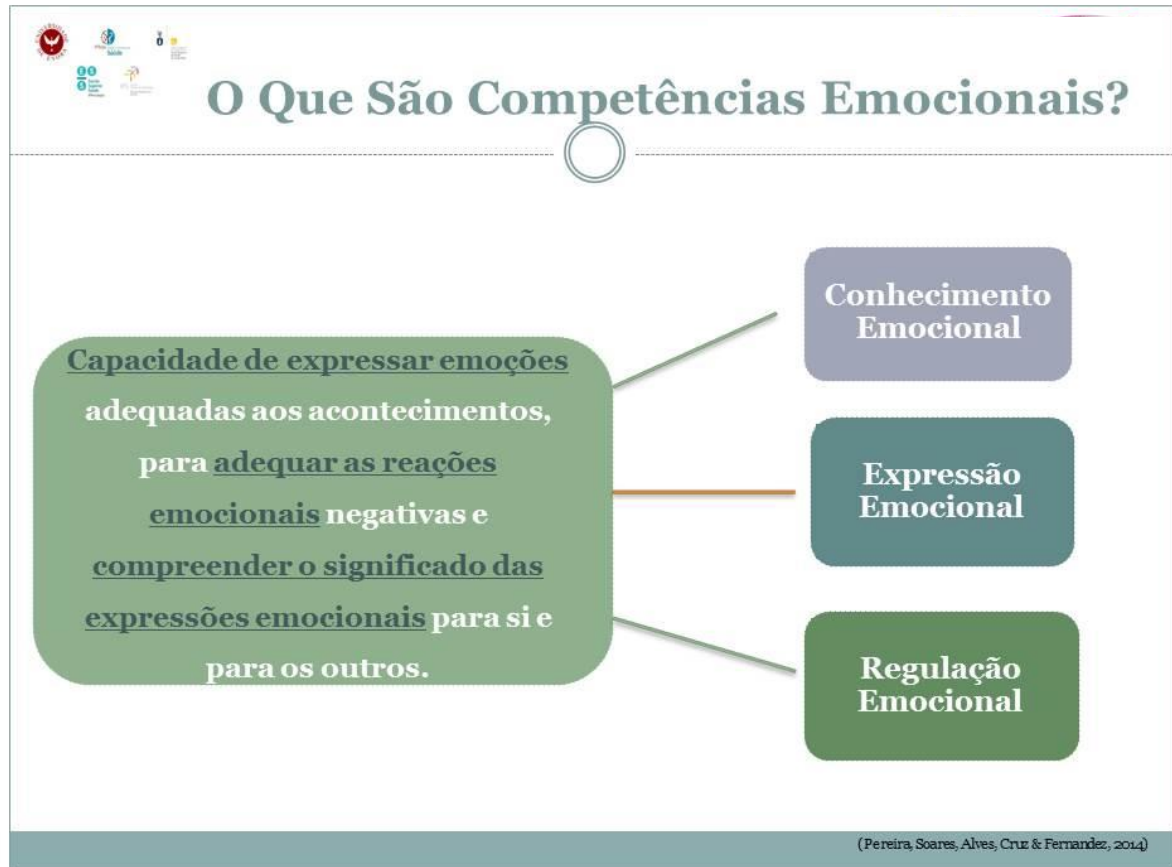 O Que São Competências Emocionais?
Capacidade de expressar emoções
adequadas aos acontecimentos,
para adequar as reações
emocionais negativas e
compreender o significado das
expressões emocionais para si e
para os outros.
Conhecimento
Emocional
Expressão
Emocional
Regulação
Emocional
(Pereira, Soares, Alves, Cruz & Fernandez, 2014)